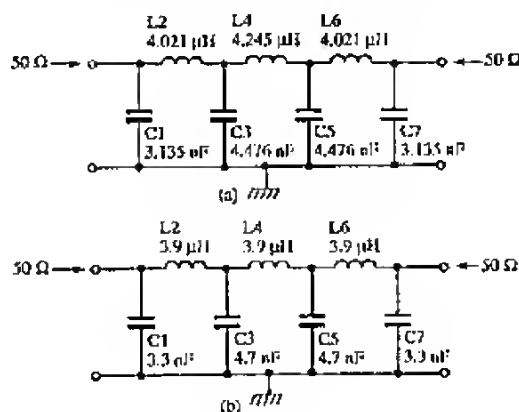 L2 L4 L6
4.021 µH 4.245 µH 4.021 µH
50 Ω 50 Ω
C1 C3 C5 C7
3.135 nF 4.476 nF 4.476 nF 3.135 nF
(a)
L2 L4 L6
3.9 µH 3.9 µH 3.9 µH
50 Ω 50 Ω
C1 C3 C5 C7
3.3 nF 4.7 nF 4.7 nF 3.3 nF
(b)